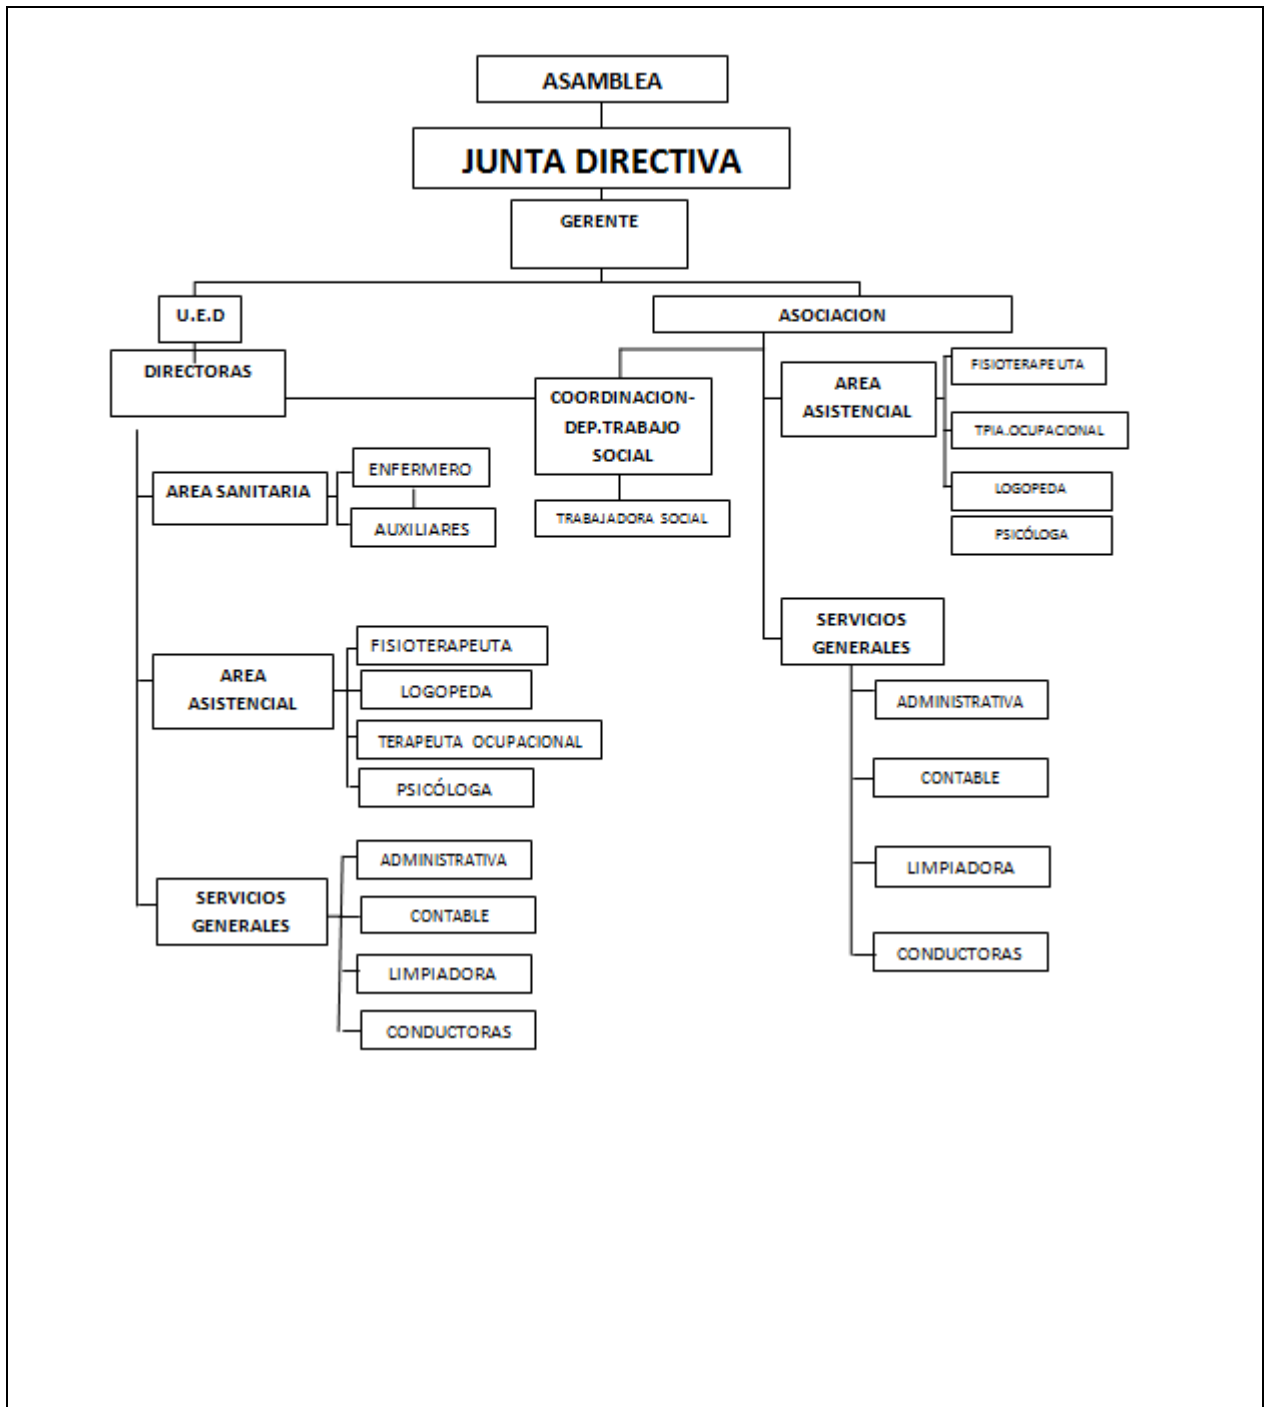 ASAMBLEA
JUNTA DIRECTIVA
GERENTE
U.E.D
ASOCIACION
DIRECTORAS
COORDINACION-
DEP.TRABAJO
SOCIAL
TRABAJADORA SOCIAL
AREA
ASISTENCIAL
FISIOTERAPEUTA
TPIA.OCUPACIONAL
LOGOPEDA
PSICÓLOGA
AREA SANITARIA
ENFERMERO
AUXILIARES
AREA
ASISTENCIAL
FISIOTERAPEUTA
LOGOPEDA
TERAPEUTA OCUPACIONAL
PSICÓLOGA
SERVICIOS
GENERALES
ADMINISTRATIVA
CONTABLE
LIMPIADORA
CONDUCTORAS
SERVICIOS
GENERALES
ADMINISTRATIVA
CONTABLE
LIMPIADORA
CONDUCTORAS